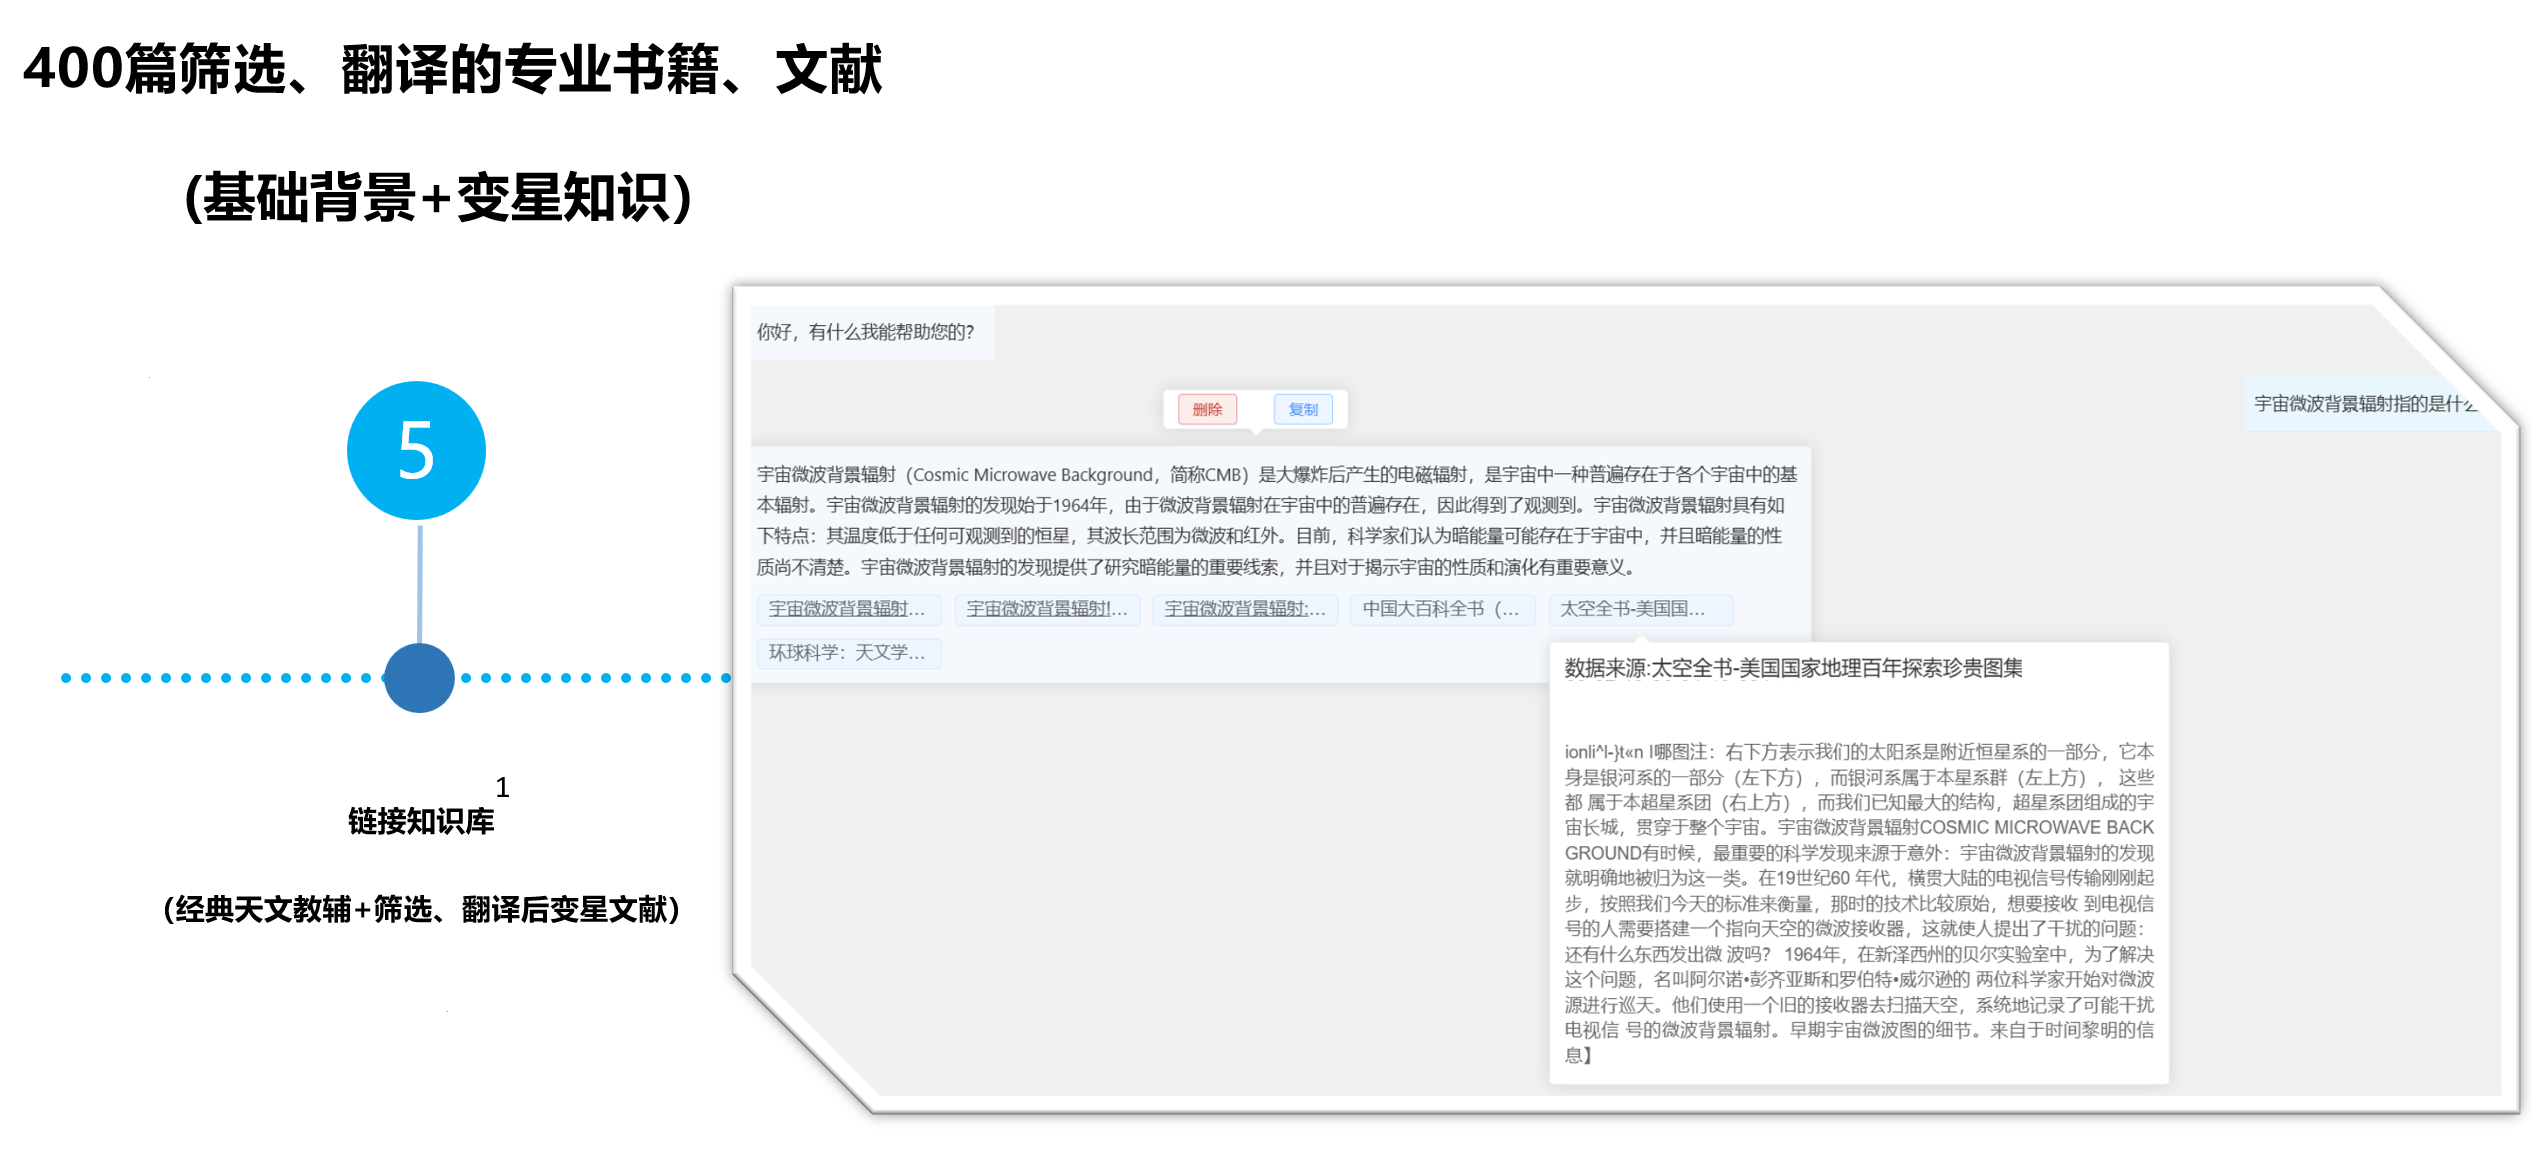 400篇筛选、翻译的专业书籍、文献
(基础背景+变星知识)
5
1
链接知识库
(经典天文教辅+筛选、翻译后变星文献)
你好，有什么我能帮助您的?
宇宙微波背景辐射指的是什么
删除
复制
宇宙微波背景辐射（Cosmic Microwave Background，简称CMB）是大爆炸后产生的电磁辐射，是宇宙中一种普遍存在于各个宇宙中的基
本辐射。宇宙微波背景辐射的发现始于1964年，由于微波背景辐射在宇宙中的普遍存在，因此得到了观测到。宇宙微波背景辐射具有如
下特点：其温度低于任何可观测到的恒星，其波长范围为微波和红外。目前，科学家们认为暗能量可能存在于宇宙中，并且暗能量的性
质尚不清楚。宇宙微波背景辐射的发现提供了研究暗能量的重要线索，并且对于揭示宇宙的性质和演化有重要意义。
宇宙微波背景辐射...
宇宙微波背景辐射!...
宇宙微波背景辐射:...
中国大百科全书（...
太空全书-美国国...
环球科学：天文学...
数据来源:太空全书-美国国家地理百年探索珍贵图集
ionli^l-}t«n l哪图注：右下方表示我们的太阳系是附近恒星系的一部分，它本
身是银河系的一部分（左下方），而银河系属于本星系群（左上方）， 这些
都 属于本超星系团（右上方），而我们已知最大的结构，超星系团组成的宇
宙长城，贯穿于整个宇宙。宇宙微波背景辐射COSMIC MICROWAVE BACK
GROUND有时候，最重要的科学发现来源于意外：宇宙微波背景辐射的发现
就明确地被归为这一类。在19世纪60 年代，横贯大陆的电视信号传输刚刚起
步，按照我们今天的标准来衡量，那时的技术比较原始，想要接收 到电视信
号的人需要搭建一个指向天空的微波接收器，这就使人提出了干扰的问题：
还有什么东西发出微 波吗？ 1964年，在新泽西州的贝尔实验室中，为了解决
这个问题，名叫阿尔诺•彭齐亚斯和罗伯特•威尔逊的 两位科学家开始对微波
源进行巡天。他们使用一个旧的接收器去扫描天空，系统地记录了可能干扰
电视信 号的微波背景辐射。早期宇宙微波图的细节。来自于时间黎明的信
息】